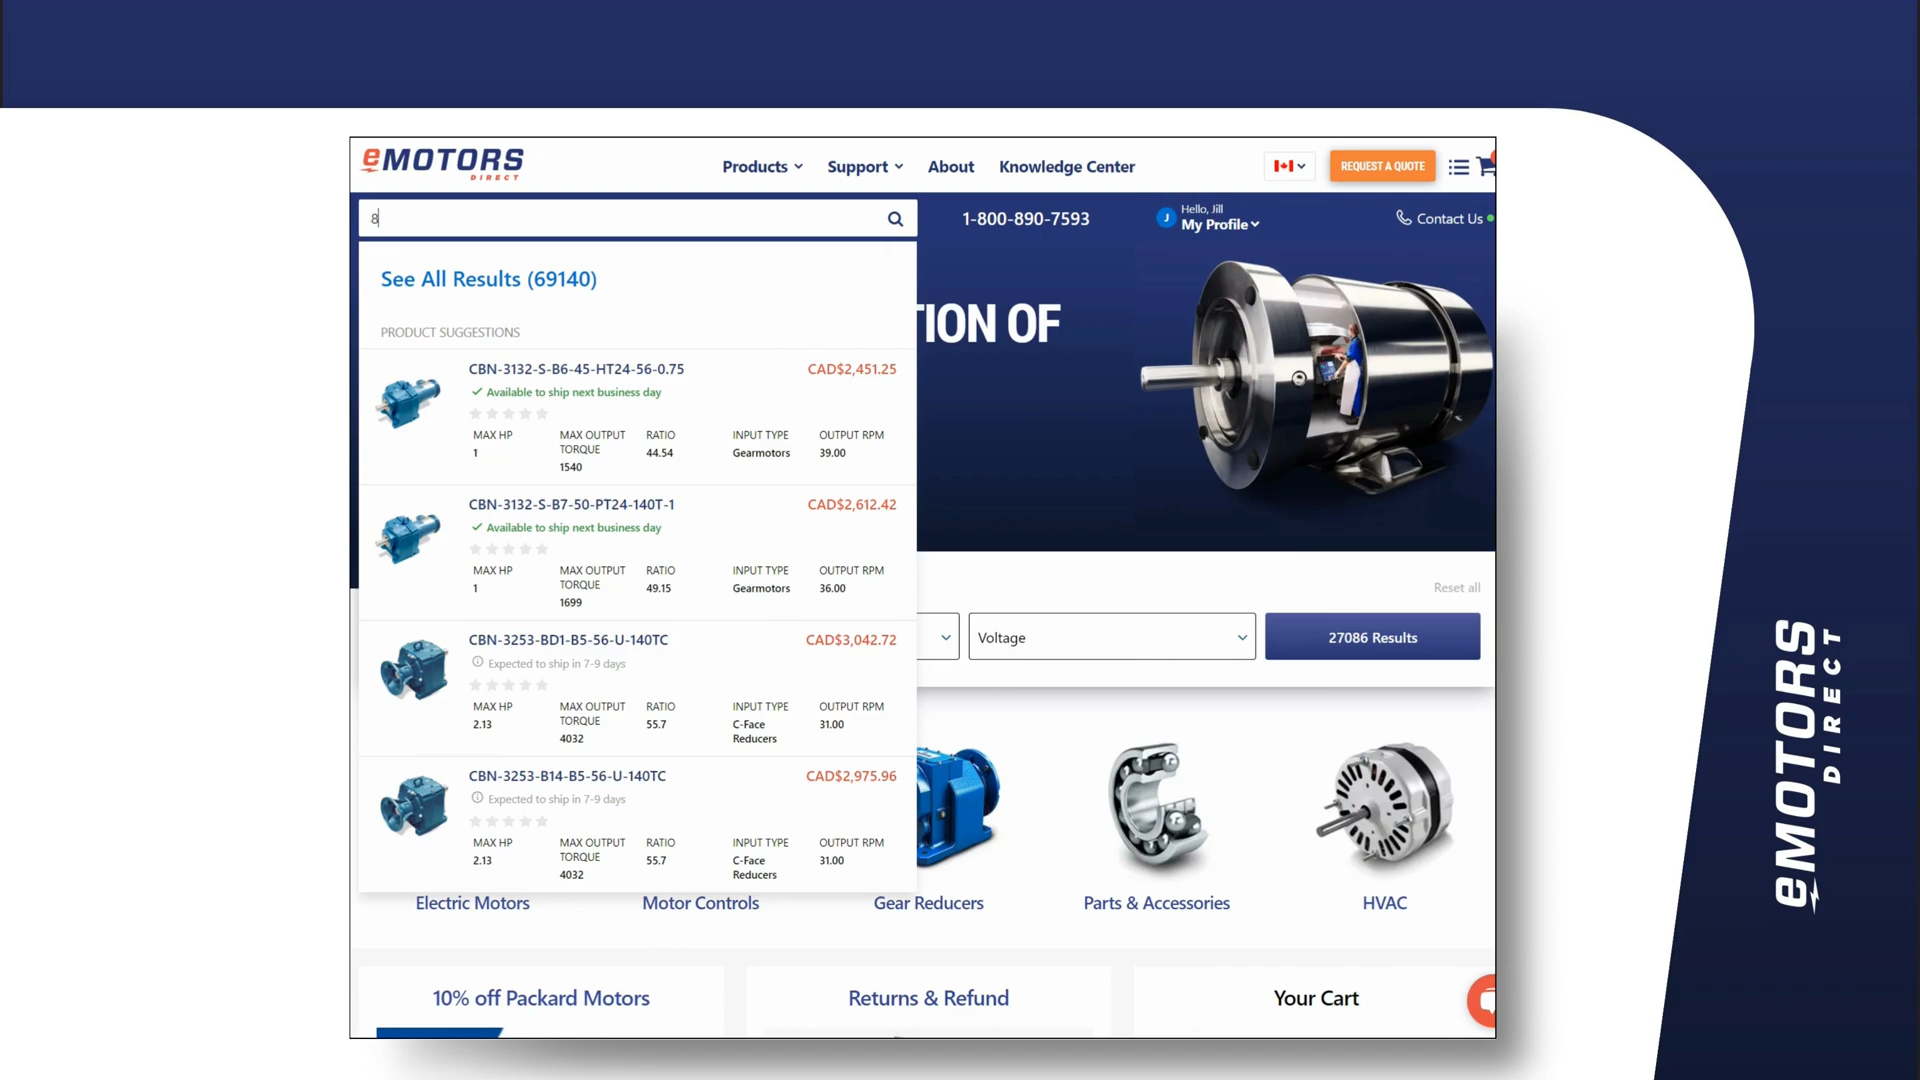 eMOTORS
DIRECT
Products
Support
About
Knowledge Center
REQUEST A QUOTE
8
1-800-890-7593
J
Hello, Jill
My Profile
Contact Us
See All Results (69140)
TION OF
PRODUCT SUGGESTIONS
CBN-3132-S-B6-45-HT24-56-0.75
CAD$2,451.25
Available to ship next business day
MAX HP
1
MAX OUTPUT
TORQUE
1540
RATIO
44.54
INPUT TYPE
Gearmotors
OUTPUT RPM
39.00
CBN-3132-S-B7-50-PT24-140T-1
CAD$2,612.42
Available to ship next business day
MAX HP
1
MAX OUTPUT
TORQUE
1699
RATIO
49.15
INPUT TYPE
Gearmotors
OUTPUT RPM
36.00
CBN-3253-BD1-B5-56-U-140TC
CAD$3,042.72
Expected to ship in 7-9 days
MAX HP
2.13
MAX OUTPUT
TORQUE
4032
RATIO
55.7
INPUT TYPE
C-Face
Reducers
OUTPUT RPM
31.00
CBN-3253-B14-B5-56-U-140TC
CAD$2,975.96
Expected to ship in 7-9 days
MAX HP
2.13
MAX OUTPUT
TORQUE
4032
RATIO
55.7
INPUT TYPE
C-Face
Reducers
OUTPUT RPM
31.00
Reset all
Voltage
27086 Results
Electric Motors
Motor Controls
Gear Reducers
Parts & Accessories
HVAC
10% off Packard Motors
Returns & Refund
Your Cart
eMOTORS
DIRECT